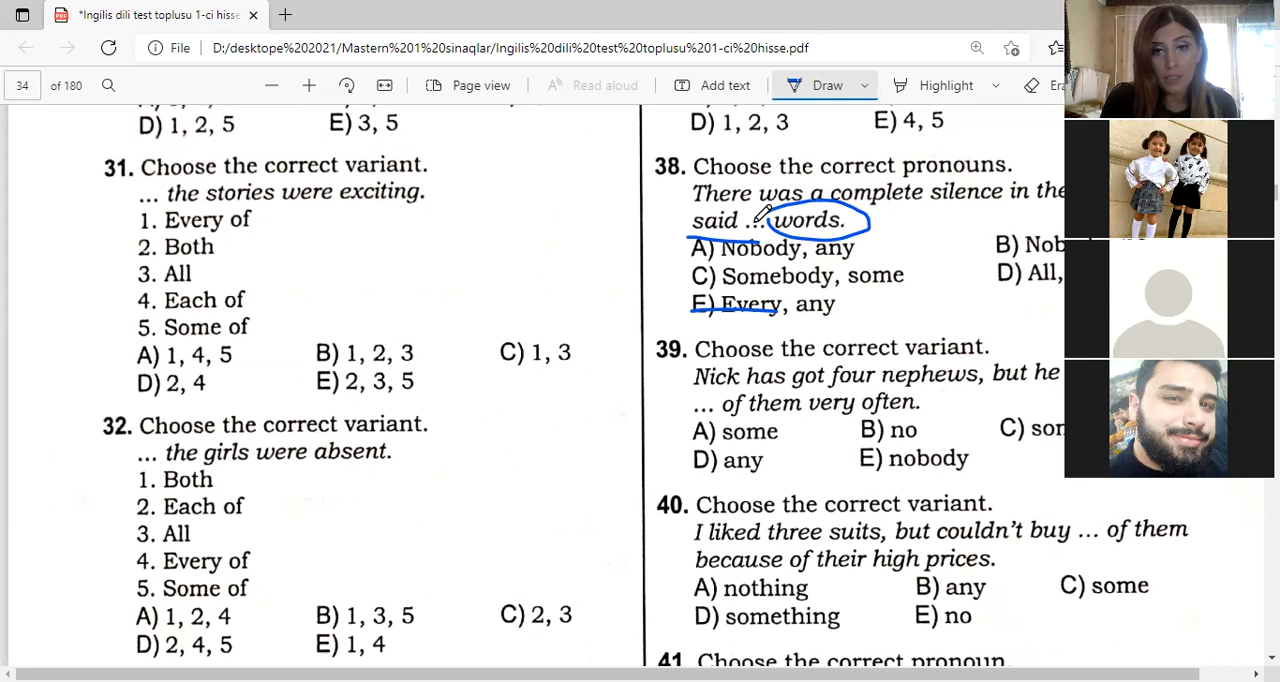 *Ingilis dili test toplusu 1-ci hisse
File D:/desktope%202021/Mastern%201%20sınaqlar/Ingilis%20dili%20test%20toplusu%201-ci%20hisse.pdf
34 of 180 Page view Read aloud Add text Draw Highlight
D) 1, 2, 5 E) 3, 5
31. Choose the correct variant.
... the stories were exciting.
1. Every of
2. Both
3. All
4. Each of
5. Some of
A) 1, 4, 5 B) 1, 2, 3 C) 1, 3
D) 2, 4 E) 2, 3, 5
32. Choose the correct variant.
... the girls were absent.
1. Both
2. Each of
3. All
4. Every of
5. Some of
A) 1, 2, 4 B) 1, 3, 5 C) 2, 3
D) 2, 4, 5 E) 1, 4
D) 1, 2, 3 E) 4, 5
38. Choose the correct pronouns.
There was a complete silence in the
said ... words.
A) Nobody, any B) Nob
C) Somebody, some D) All,
E) Every, any
39. Choose the correct variant.
Nick has got four nephews, but he
... of them very often.
A) some B) no C) son
D) any E) nobody
40. Choose the correct variant.
I liked three suits, but couldn't buy ... of them
because of their high prices.
A) nothing B) any C) some
D) something E) no
41 Choose the correct pronoun.